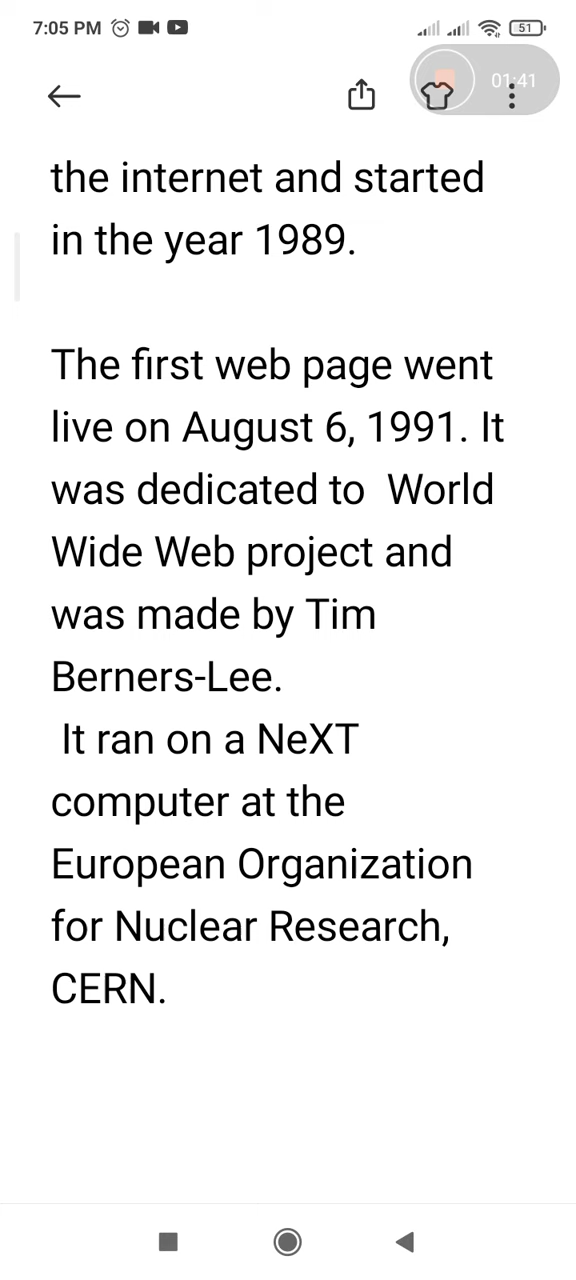 7:05 PM
51
01:41
the internet and started
in the year 1989.
The first web page went
live on August 6, 1991. It
was dedicated to  World
Wide Web project and
was made by Tim
Berners-Lee.
It ran on a NeXT
computer at the
European Organization
for Nuclear Research,
CERN.